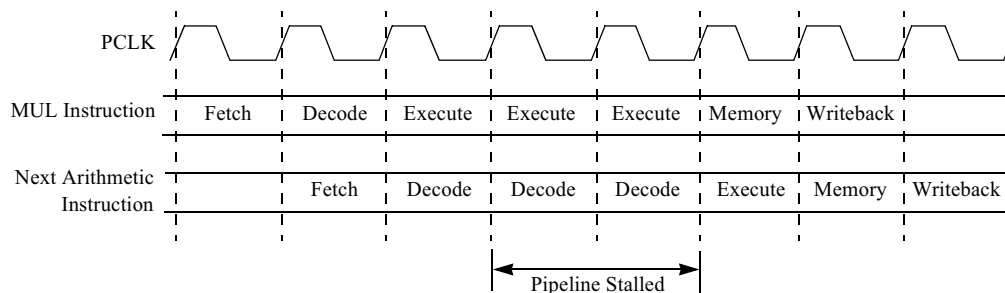 PCLK
MUL Instruction
Fetch Decode Execute Execute Execute Memory Writeback
Next Arithmetic
Instruction
Fetch Decode Decode Decode Execute Memory Writeback
Pipeline Stalled